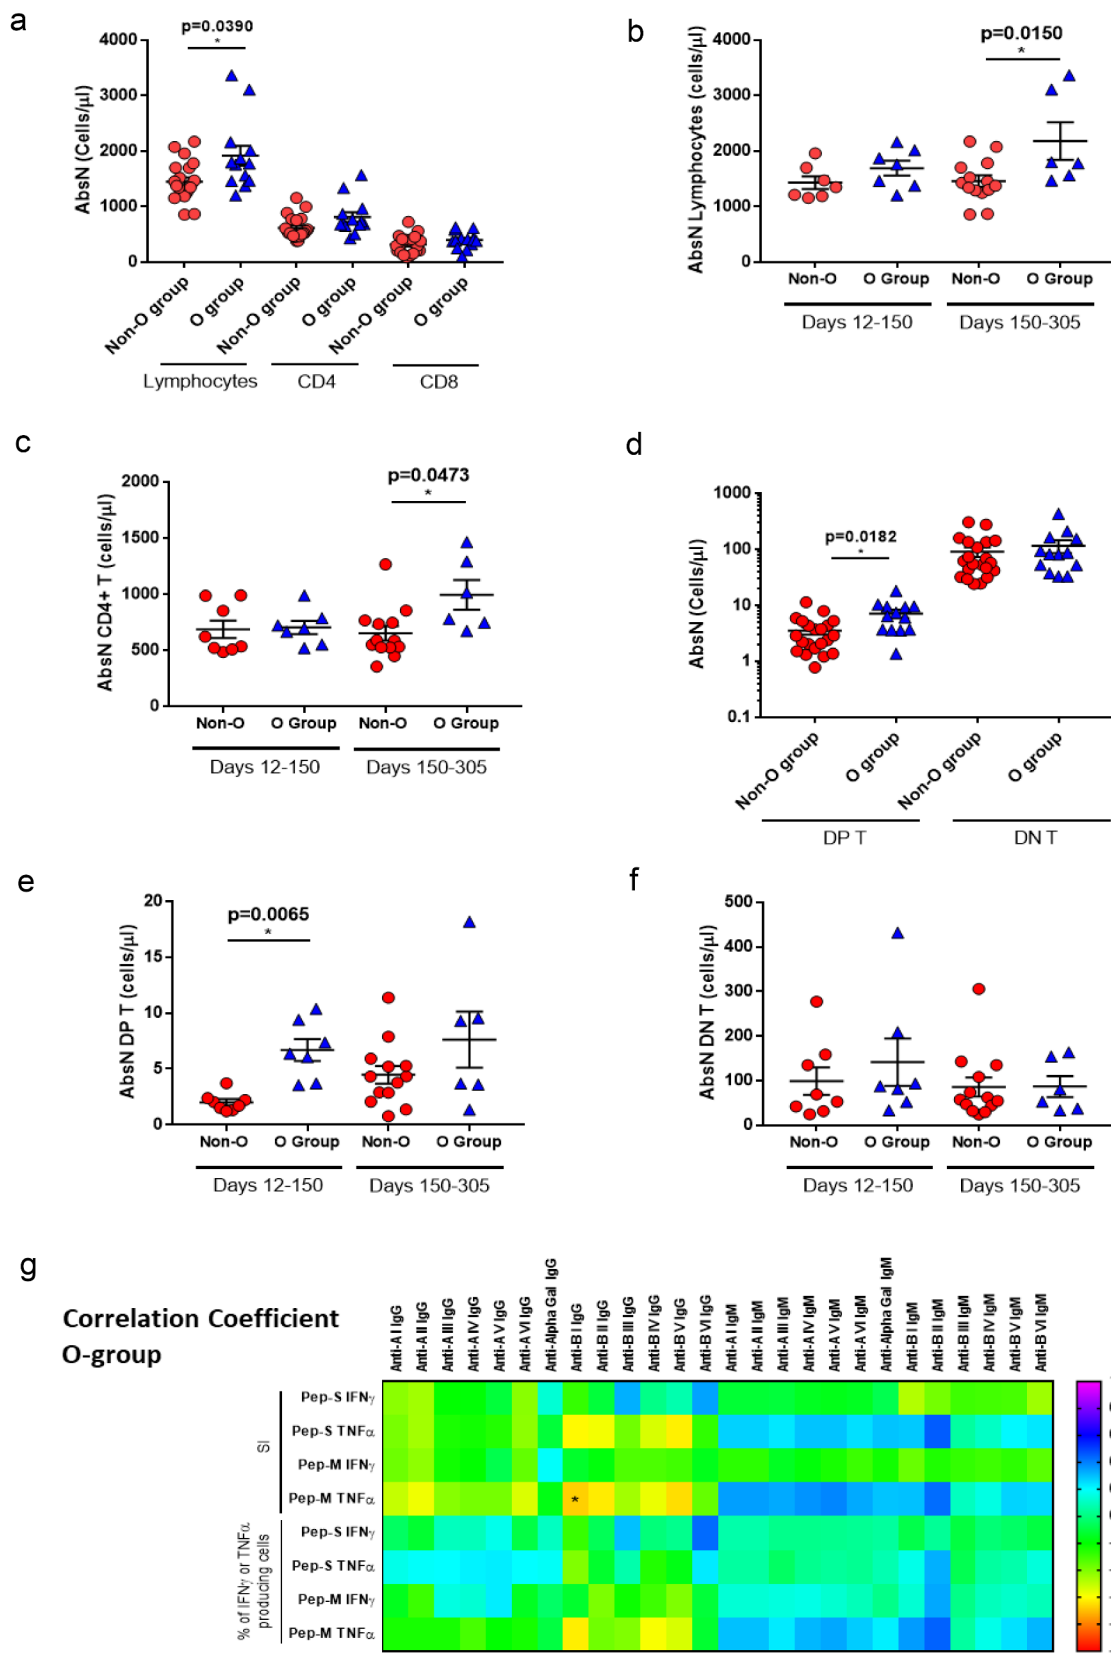 a
p=0.0390
*
AbsN (Cells/µl)
4000
3000
2000
1000
0
Non-O group
O group
Non-O group
O group
Non-O group
O group
Lymphocytes
CD4
CD8
b
p=0.0150
*
AbsN Lymphocytes (cells/µl)
4000
3000
2000
1000
0
Non-O
O Group
Non-O
O Group
Days 12-150
Days 150-305
c
p=0.0473
*
AbsN CD4+ T (cells/µl)
2000
1500
1000
500
0
Non-O
O Group
Non-O
O Group
Days 12-150
Days 150-305
d
p=0.0182
*
AbsN (Cells/µl)
1000
100
10
1
0.1
Non-O group
O group
Non-O group
O group
DP T
DN T
e
p=0.0065
*
AbsN DP T (cells/µl)
20
15
10
5
0
Non-O
O Group
Non-O
O Group
Days 12-150
Days 150-305
f
AbsN DN T (cells/µl)
500
400
300
200
100
0
Non-O
O Group
Non-O
O Group
Days 12-150
Days 150-305
g
Correlation Coefficient
O-group
Anti-A I IgG
Anti-A II IgG
Anti-A III IgG
Anti-A IV IgG
Anti-A V IgG
Anti-A VI IgG
Anti-Alpha Gal IgG
Anti-B I IgG
Anti-B II IgG
Anti-B III IgG
Anti-B IV IgG
Anti-B V IgG
Anti-B VI IgG
Anti-A I IgM
Anti-A II IgM
Anti-A III IgM
Anti-A IV IgM
Anti-A V IgM
Anti-A VI IgM
Anti-Alpha Gal IgM
Anti-B I IgM
Anti-B II IgM
Anti-B III IgM
Anti-B IV IgM
Anti-B V IgM
Anti-B VI IgM
SI
Pep-S IFNγ
Pep-S TNFα
Pep-M IFNγ
Pep-M TNFα
*
% of IFNγ or TNFα
producing cells
Pep-S IFNγ
Pep-S TNFα
Pep-M IFNγ
Pep-M TNFα